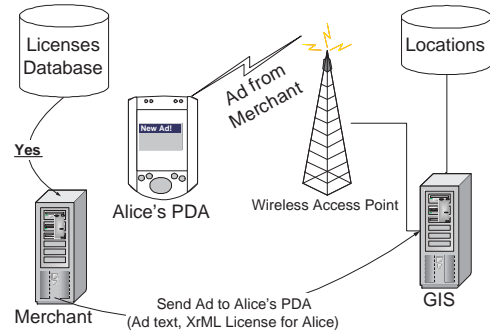 Licenses
Database
Locations
Ad from
Merchant
New Ad!
Yes
Alice's PDA
Wireless Access Point
Merchant
GIS
Send Ad to Alice's PDA
(Ad text, XrML License for Alice)